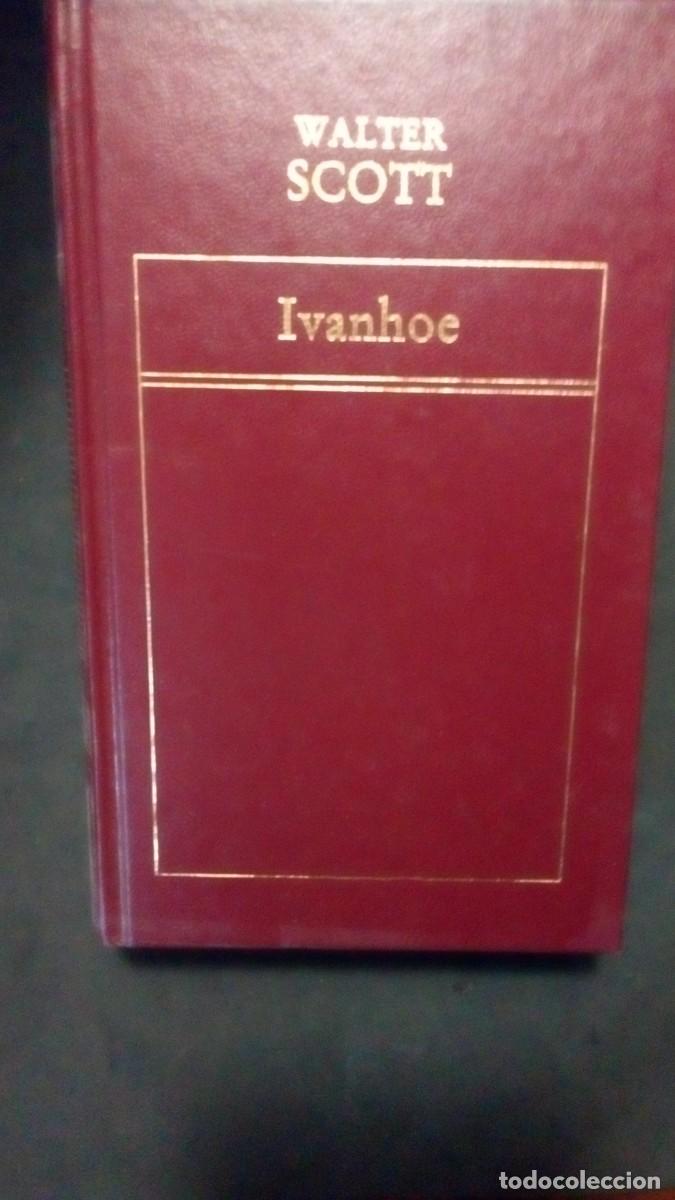 WALTER
SCOTT
Ivanhoe
todocoleccion